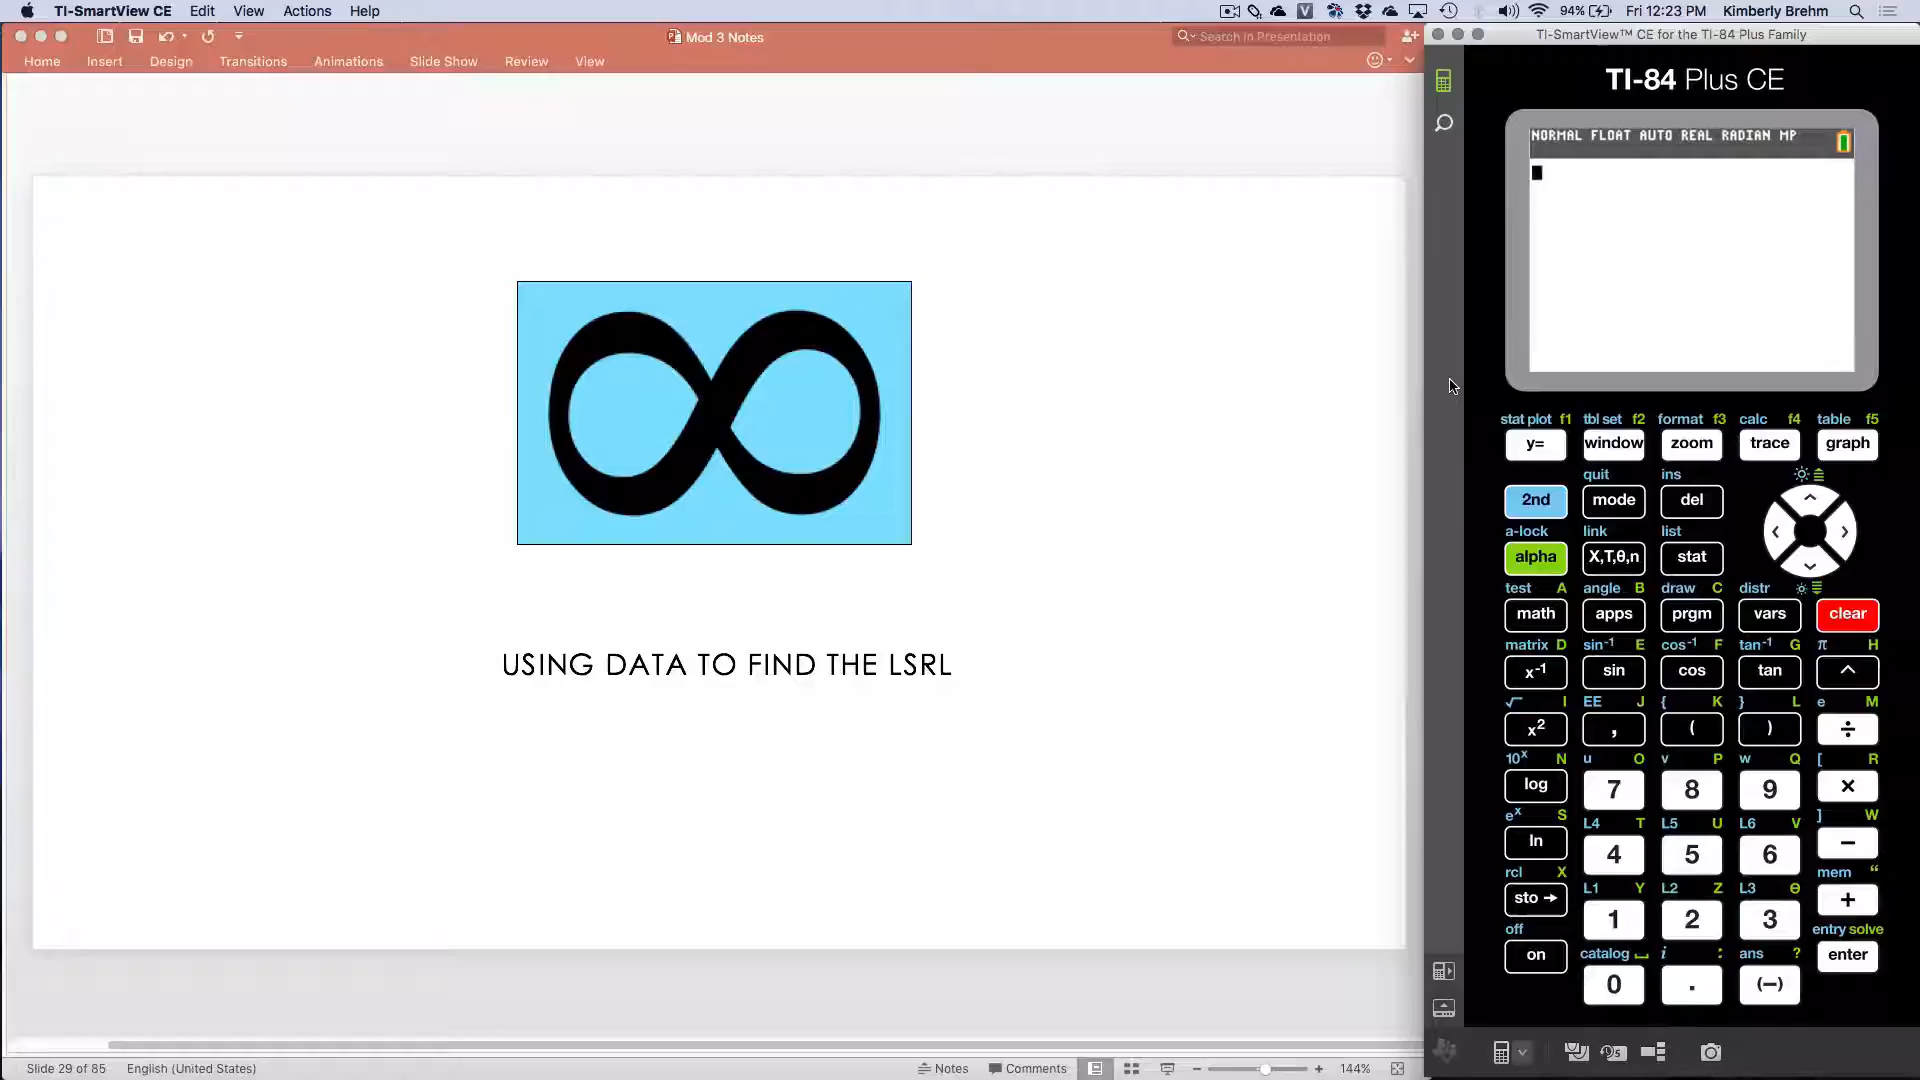 TI-SmartView CE Edit View Actions Help
94% Fri 12:23 PM Kimberly Brehm
Mod 3 Notes
Search in Presentation
Home Insert Design Transitions Animations Slide Show Review View
USING DATA TO FIND THE LSRL
Slide 29 of 85 English (United States) Notes Comments 144%
TI-SmartView™ CE for the TI-84 Plus Family
TI-84 Plus CE
NORMAL FLOAT AUTO REAL RADIAN MP
stat plot f1 tbl set f2 format f3 calc f4 table f5
y= window zoom trace graph
quit ins
2nd mode del
a-lock link list
alpha X,T,θ,n stat
test A angle B draw C distr
math apps prgm vars clear
matrix D sin⁻¹ E cos⁻¹ F tan⁻¹ G π H
x⁻¹ sin cos tan ^
√ I EE J { K } L e M
x² , ( ) ÷
10ˣ N u O v P w Q [ R
log 7 8 9 ×
eˣ S L4 T L5 U L6 V ] W
ln 4 5 6 −
rcl X L1 Y L2 Z L3 θ mem “
sto → 1 2 3 +
off catalog i : ans ? entry solve
on 0 . (−) enter